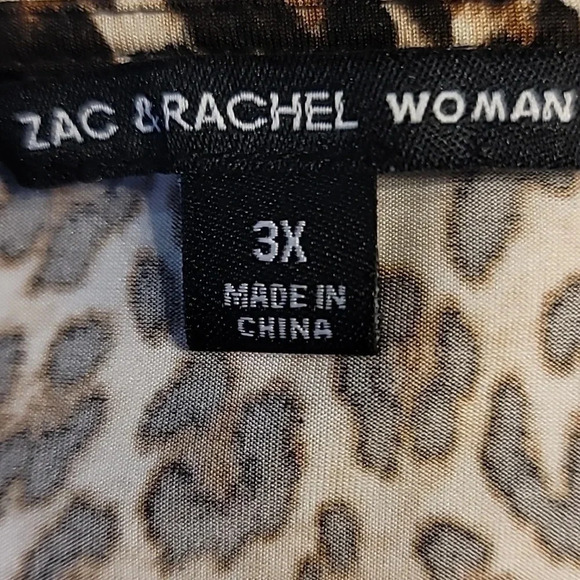 ZAC & RACHEL WOMAN
3X
MADE IN
CHINA